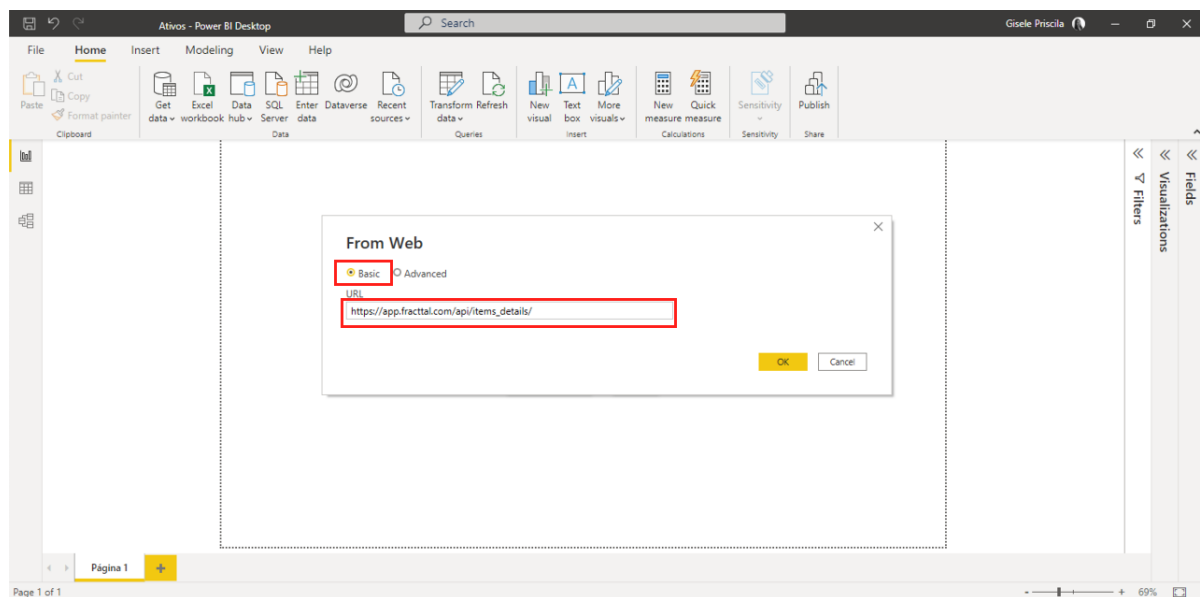 Ativos - Power BI Desktop
Search
Gisele Priscila
File Home Insert Modeling View Help
Paste
Cut
Copy
Format painter
Clipboard
Get data
Excel workbook
Data hub
SQL Server
Enter data
Dataverse
Recent sources
Data
Transform data
Refresh
Queries
New visual
Text box
More visuals
Insert
New measure
Quick measure
Calculations
Sensitivity
Sensitivity
Publish
Share
Filters
Visualizations
Fields
From Web
Basic Advanced
URL
https://app.fracttal.com/api/items_details/
OK Cancel
Página 1
Page 1 of 1
69%